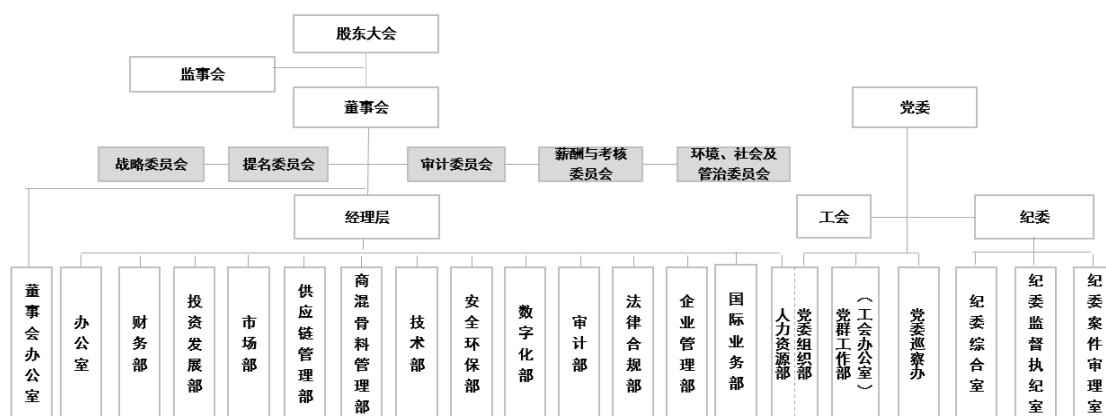 股东大会
监事会
董事会
党委
战略委员会
提名委员会
审计委员会
薪酬与考核
委员会
环境、社会及
管治委员会
经理层
工会
纪委
董事会办公室
办公室
财务部
投资发展部
市场部
供应链管理部
商混骨料管理部
技术部
安全环保部
数字化部
审计部
法律合规部
企业管理部
国际业务部
人力资源部
党委组织部
党群工作部
（工会办公室）
党委巡察办
纪委综合室
纪委监督执纪室
纪委案件审理室